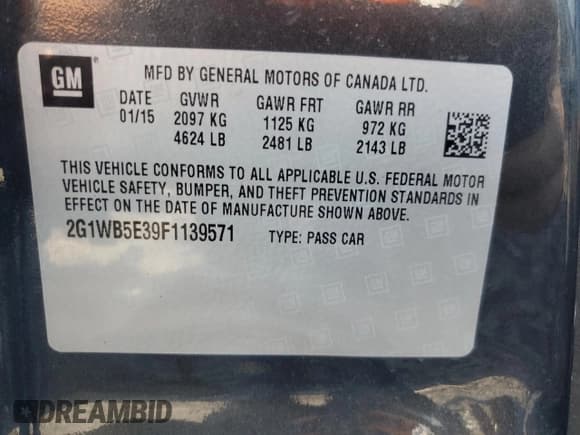 GM
MFD BY GENERAL MOTORS OF CANADA LTD.
DATE GVWR GAWR FRT GAWR RR
01/15 2097 KG 1125 KG 972 KG
4624 LB 2481 LB 2143 LB
THIS VEHICLE CONFORMS TO ALL APPLICABLE U.S. FEDERAL MOTOR
VEHICLE SAFETY, BUMPER, AND THEFT PREVENTION STANDARDS IN
EFFECT ON THE DATE OF MANUFACTURE SHOWN ABOVE.
2G1WB5E39F1139571 TYPE: PASS CAR
DREAMBID